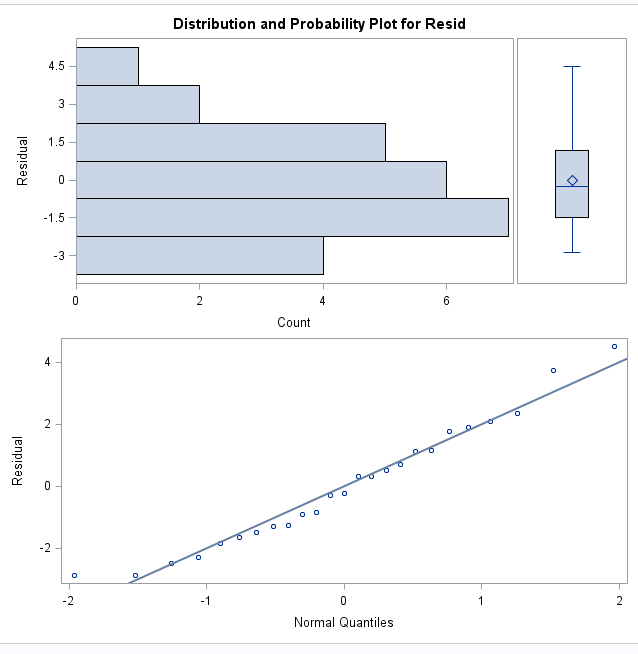 Distribution and Probability Plot for Resid
Residual
4.5
3
1.5
0
-1.5
-3
0 2 4 6
Count
Residual
4
2
0
-2
-2 -1 0 1 2
Normal Quantiles